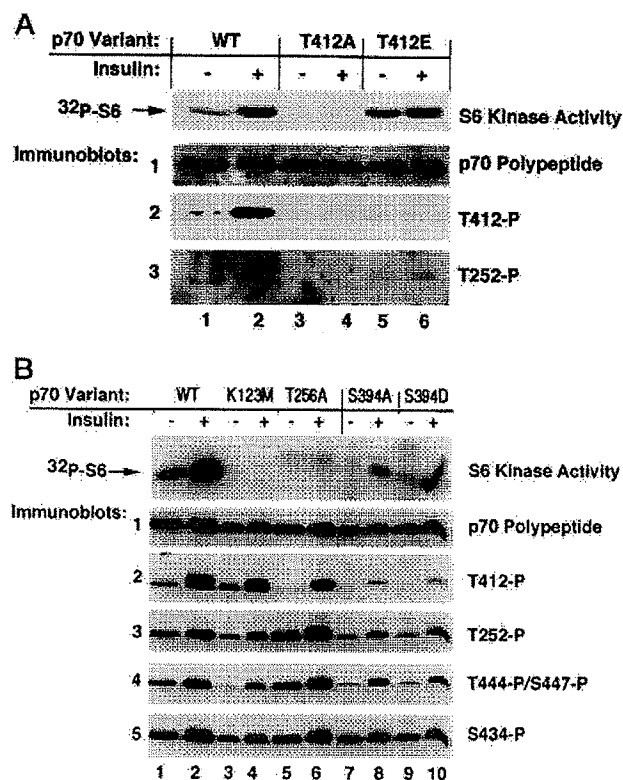 A
p70 Variant: WT T412A T412E
Insulin: - + - + - +
32P-S6 S6 Kinase Activity
Immunoblots: 1 p70 Polypeptide
2 T412-P
3 T252-P
1 2 3 4 5 6
B
p70 Variant: WT K123M T256A S394A S394D
Insulin: - + - + - + - + - +
32P-S6 S6 Kinase Activity
Immunoblots: 1 p70 Polypeptide
2 T412-P
3 T252-P
4 T444-P/S447-P
5 S434-P
1 2 3 4 5 6 7 8 9 10